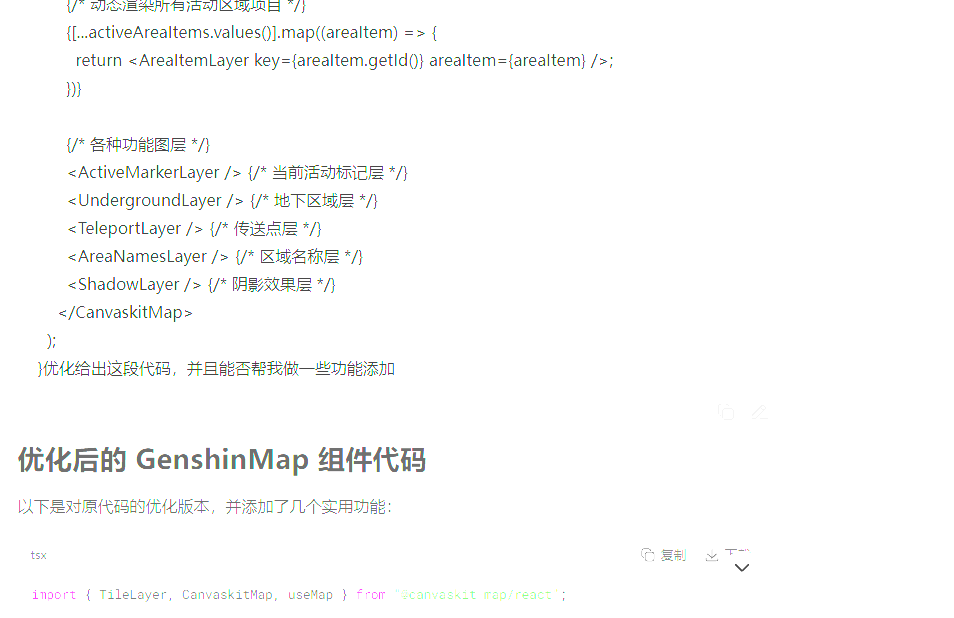 {/* 动态渲染所有活动区域项目 */}
{[...activeAreaItems.values()].map((areaItem) => {
return <AreaItemLayer key={areaItem.getId()} areaItem={areaItem} />;
})}
{/* 各种功能图层 */}
<ActiveMarkerLayer /> {/* 当前活动标记层 */}
<UndergroundLayer /> {/* 地下区域层 */}
<TeleportLayer /> {/* 传送点层 */}
<AreaNamesLayer /> {/* 区域名称层 */}
<ShadowLayer /> {/* 阴影效果层 */}
</CanvaskitMap>
);
}优化给出这段代码，并且能否帮我做一些功能添加
优化后的 GenshinMap 组件代码
以下是对原代码的优化版本，并添加了几个实用功能：
tsx
复制 下载
import { TileLayer, CanvaskitMap, useMap } from "@canvaskit-map/react";